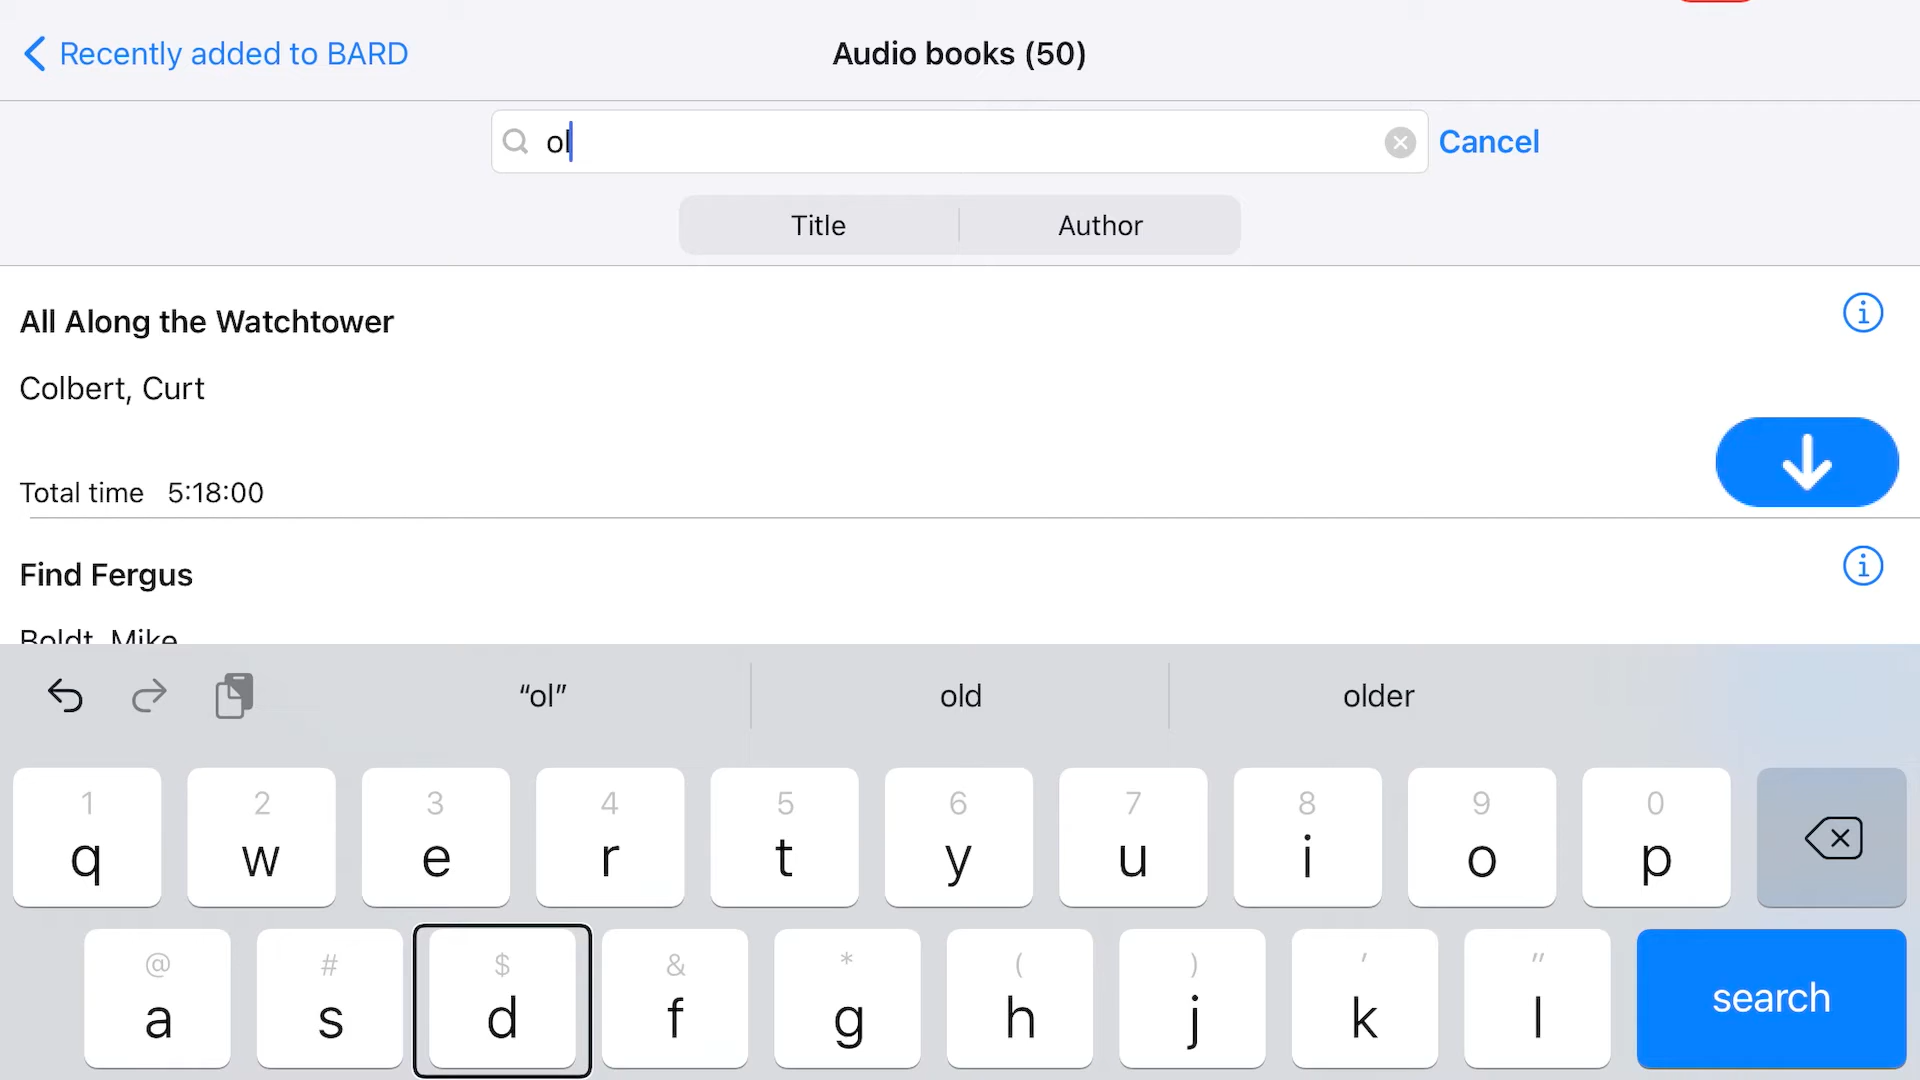 Recently added to BARD
Audio books (50)
ol
Cancel
Title
Author
All Along the Watchtower
Colbert, Curt
Total time 5:18:00
Find Fergus
Boldt, Mike
“ol”
old
older
1 2 3 4 5 6 7 8 9 0
q w e r t y u i o p
@ # $ & * ( ) ' "
a s d f g h j k l
search